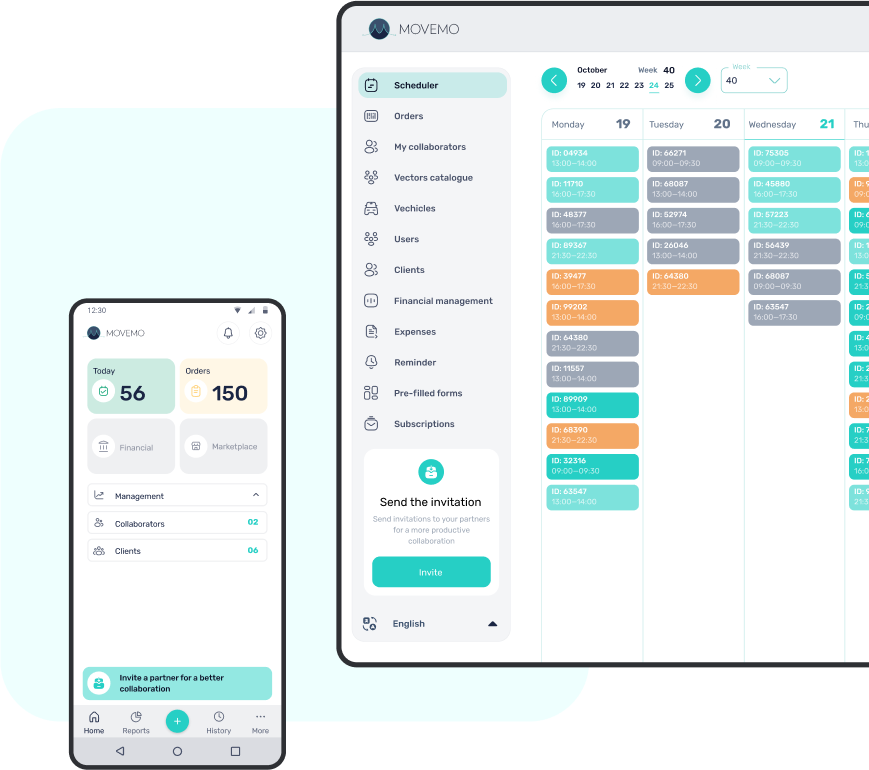 MOVEMO
Scheduler
Orders
My collaborators
Vectors catalogue
Vechicles
Users
Clients
Financial management
Expenses
Reminder
Pre-filled forms
Subscriptions
Send the invitation
Send invitations to your partners
for a more productive
collaboration
Invite
English
October Week 40
19 20 21 22 23 24 25
Week
40
Monday 19
ID: 04934
13:00—14:00
ID: 11710
16:00—17:30
ID: 48377
16:00—17:30
ID: 89367
21:30—22:30
ID: 39477
16:00—17:30
ID: 99202
13:00—14:00
ID: 64380
21:30—22:30
ID: 11557
13:00—14:00
ID: 89909
13:00—14:00
ID: 68390
21:30—22:30
ID: 32316
09:00—09:30
ID: 63547
13:00—14:00
Tuesday 20
ID: 66271
09:00—09:30
ID: 68087
13:00—14:00
ID: 52974
16:00—17:30
ID: 26046
13:00—14:00
ID: 64380
21:30—22:30
Wednesday 21
ID: 75305
09:00—09:30
ID: 45860
16:00—17:30
ID: 57223
21:30—22:30
ID: 56439
21:30—22:30
ID: 68087
09:00—09:30
ID: 63547
16:00—17:30
Thu
12:30
MOVEMO
Today
56
Orders
150
Financial
Marketplace
Management
Collaborators 02
Clients 06
Invite a partner for a better
collaboration
Home
Reports
+
History
More